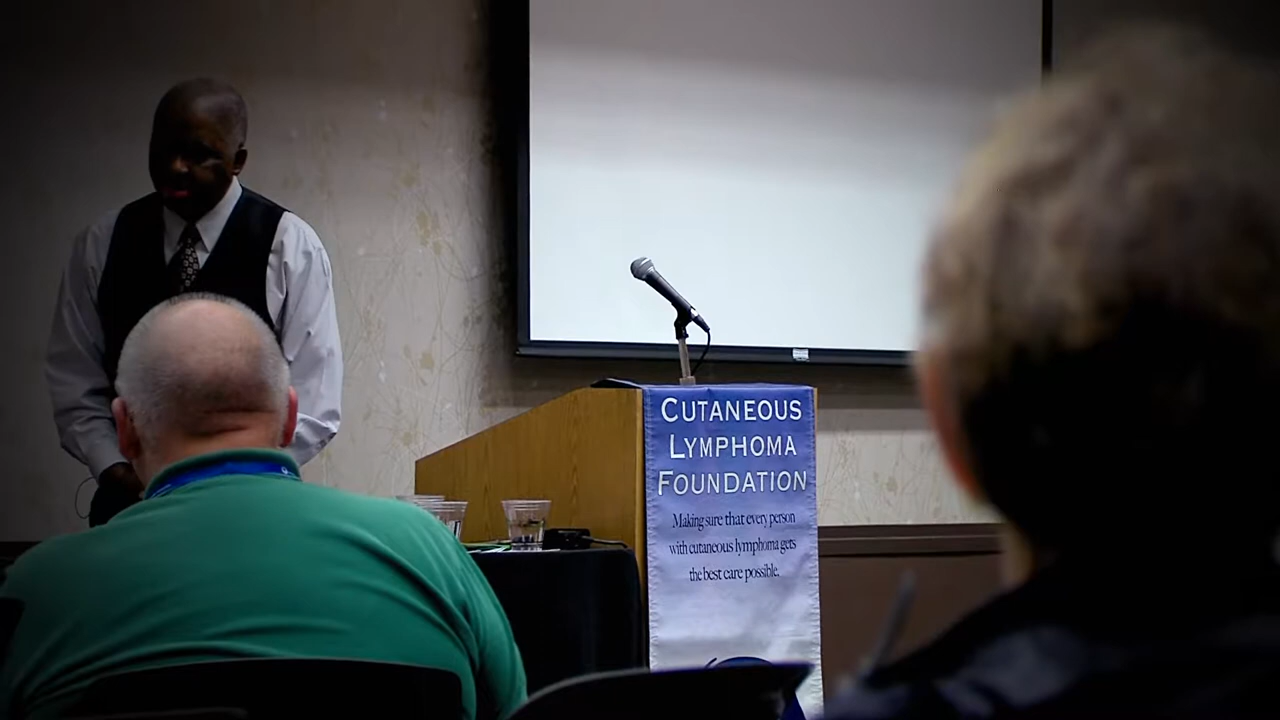 CUTANEOUS
LYMPHOMA
FOUNDATION
Making sure that every person
with cutaneous lymphoma gets
the best care possible.